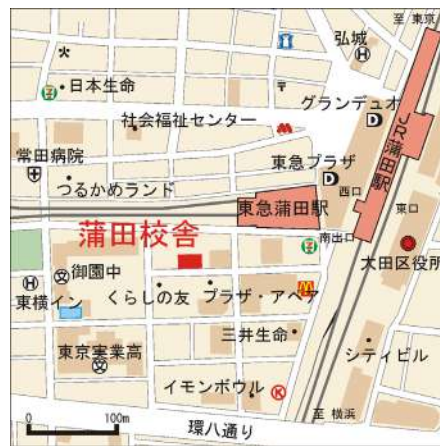 至 東京
弘城
H
日本生命
グランデュオ
D
JR蒲田駅
社会福祉センター
常田病院
東急プラザ
D
つるかめランド
西口
東急蒲田駅
東口
蒲田校舎
南出口
大田区役所
御園中
H
東横イン
くらしの友
プラザ・アペア
三井生命
東京実業高
シティビル
イモンボウル
K
0
100m
至 横浜
環八通り